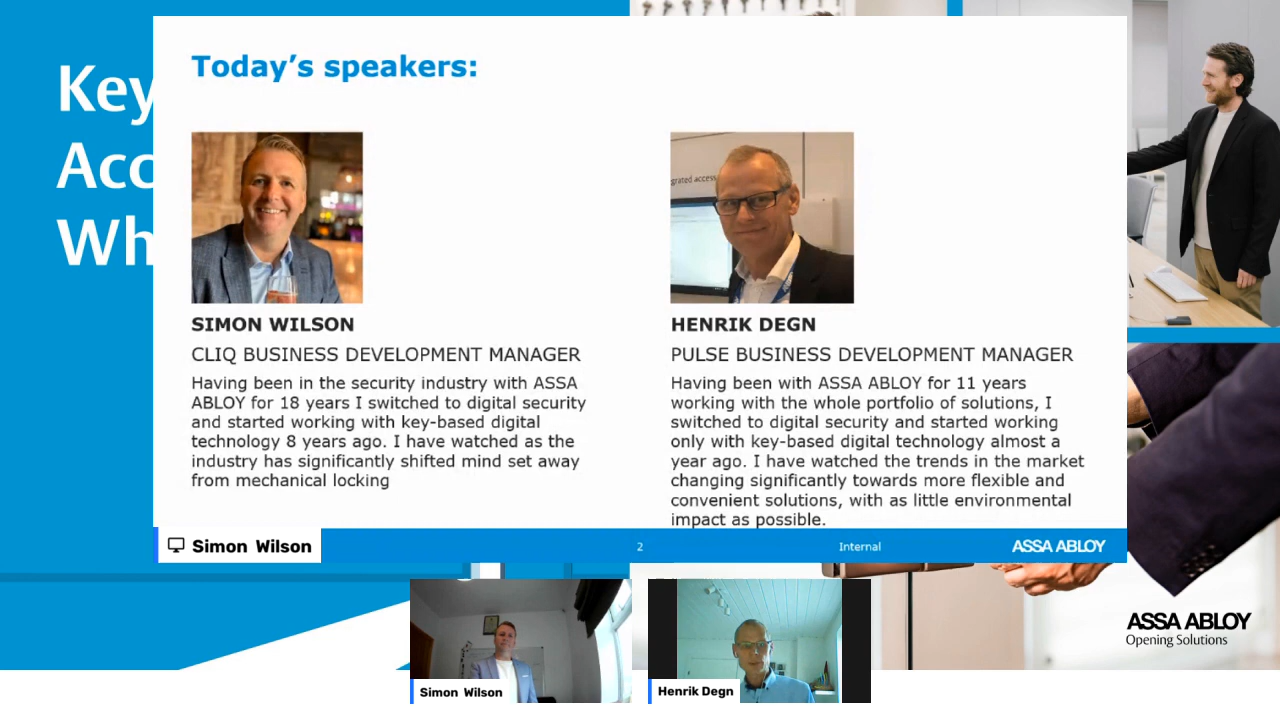 Key
Acc
Wh
Today's speakers:
grated access
SIMON WILSON
CLIQ BUSINESS DEVELOPMENT MANAGER
Having been in the security industry with ASSA
ABLOY for 18 years I switched to digital security
and started working with key-based digital
technology 8 years ago. I have watched as the
industry has significantly shifted mind set away
from mechanical locking
HENRIK DEGN
PULSE BUSINESS DEVELOPMENT MANAGER
Having been with ASSA ABLOY for 11 years
working with the whole portfolio of solutions, I
switched to digital security and started working
only with key-based digital technology almost a
year ago. I have watched the trends in the market
changing significantly towards more flexible and
convenient solutions, with as little environmental
impact as possible.
Simon Wilson
2
Internal
ASSA ABLOY
ASSA ABLOY
Opening Solutions
Simon Wilson
Henrik Degn